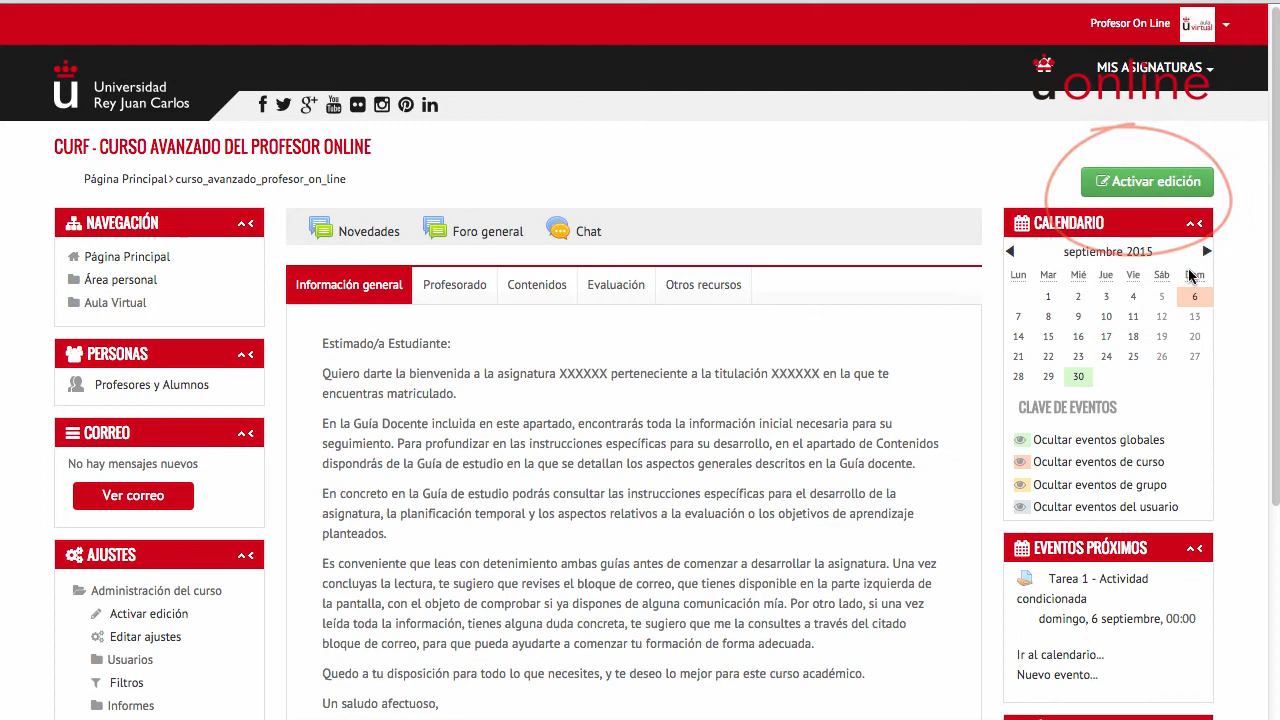 Profesor On Line
aula virtual
Universidad
Rey Juan Carlos
MIS ASIGNATURAS
online
CURF - CURSO AVANZADO DEL PROFESOR ONLINE
Página Principal
curso_avanzado_profesor_on_line
Activar edición
NAVEGACIÓN
Página Principal
Área personal
Aula Virtual
PERSONAS
Profesores y Alumnos
CORREO
No hay mensajes nuevos
Ver correo
AJUSTES
Administración del curso
Activar edición
Editar ajustes
Usuarios
Filtros
Informes
Novedades
Foro general
Chat
Información general
Profesorado
Contenidos
Evaluación
Otros recursos
Estimado/a Estudiante:
Quiero darte la bienvenida a la asignatura XXXXXX perteneciente a la titulación XXXXXX en la que te
encuentras matriculado.
En la Guía Docente incluida en este apartado, encontrarás toda la información inicial necesaria para su
seguimiento. Para profundizar en las instrucciones específicas para su desarrollo, en el apartado de Contenidos
dispondrás de la Guía de estudio en la que se detallan los aspectos generales descritos en la Guía docente.
En concreto en la Guía de estudio podrás consultar las instrucciones específicas para el desarrollo de la
asignatura, la planificación temporal y los aspectos relativos a la evaluación o los objetivos de aprendizaje
planteados.
Es conveniente que leas con detenimiento ambas guías antes de comenzar a desarrollar la asignatura. Una vez
concluyas la lectura, te sugiero que revises el bloque de correo, que tienes disponible en la parte izquierda de
la pantalla, con el objeto de comprobar si ya dispones de alguna comunicación mía. Por otro lado, si una vez
leída toda la información, tienes alguna duda concreta, te sugiero que me la consultes a través del citado
bloque de correo, para que pueda ayudarte a comenzar tu formación de forma adecuada.
Quedo a tu disposición para todo lo que necesites, y te deseo lo mejor para este curso académico.
Un saludo afectuoso,
CALENDARIO
septiembre 2015
Lun Mar Mié Jue Vie Sáb Dom
1 2 3 4 5 6
7 8 9 10 11 12 13
14 15 16 17 18 19 20
21 22 23 24 25 26 27
28 29 30
CLAVE DE EVENTOS
Ocultar eventos globales
Ocultar eventos de curso
Ocultar eventos de grupo
Ocultar eventos del usuario
EVENTOS PRÓXIMOS
Tarea 1 - Actividad
condicionada
domingo, 6 septiembre, 00:00
Ir al calendario...
Nuevo evento...